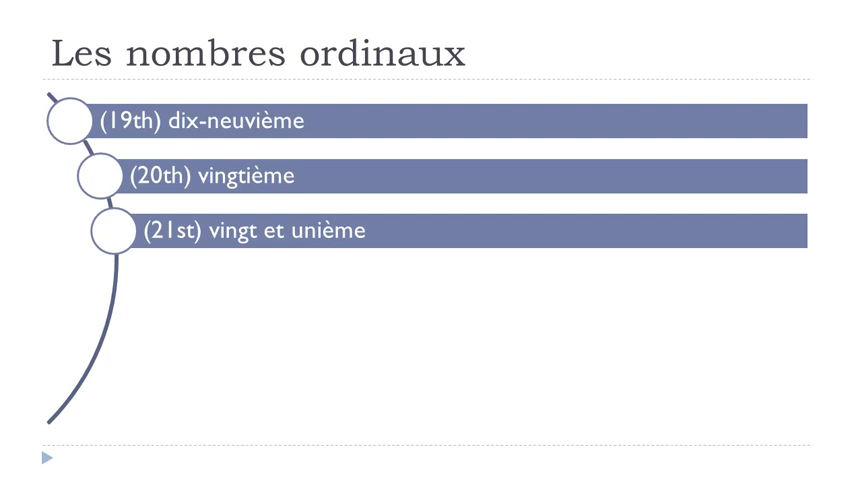 Les nombres ordinaux
(19th) dix-neuvième
(20th) vingtième
(21st) vingt et unième